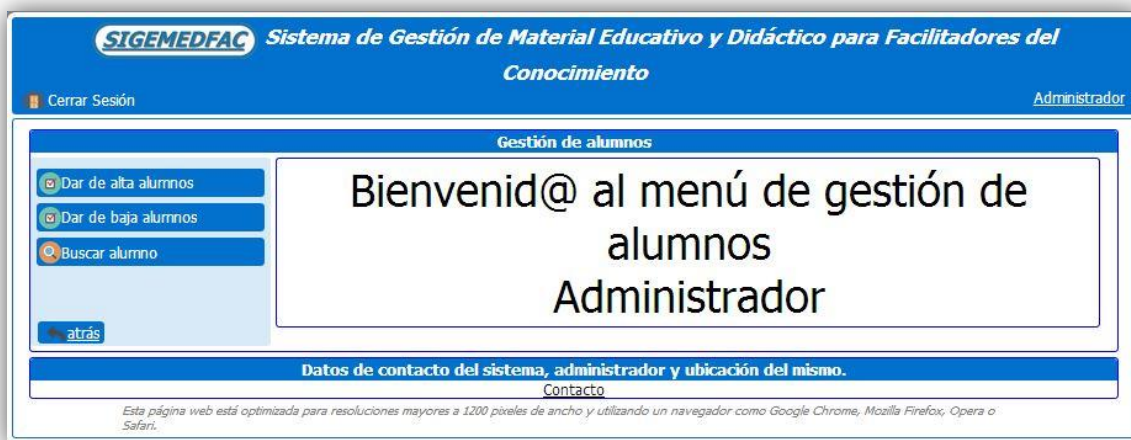 SIGEMEDFAC Sistema de Gestión de Material Educativo y Didáctico para Facilitadores del
Conocimiento
Cerrar Sesión
Administrador
Gestión de alumnos
Dar de alta alumnos
Dar de baja alumnos
Buscar alumno
atrás
Bienvenid@ al menú de gestión de
alumnos
Administrador
Datos de contacto del sistema, administrador y ubicación del mismo.
Contacto
Esta página web está optimizada para resoluciones mayores a 1200 pixeles de ancho y utilizando un navegador como Google Chrome, Mozilla Firefox, Opera o
Safari.